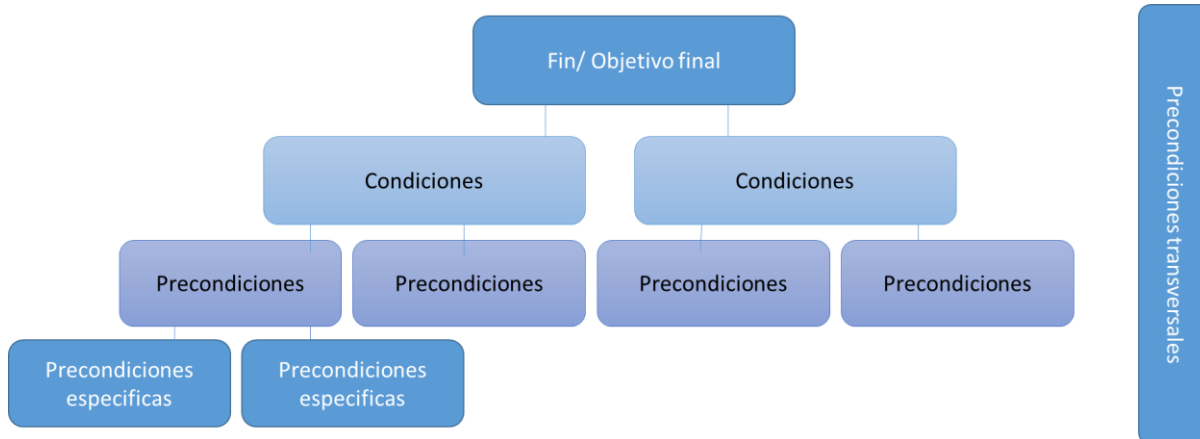 Fin/ Objetivo final
Condiciones
Condiciones
Precondiciones
Precondiciones
Precondiciones
Precondiciones
Precondiciones
especificas
Precondiciones
especificas
Precondiciones transversales